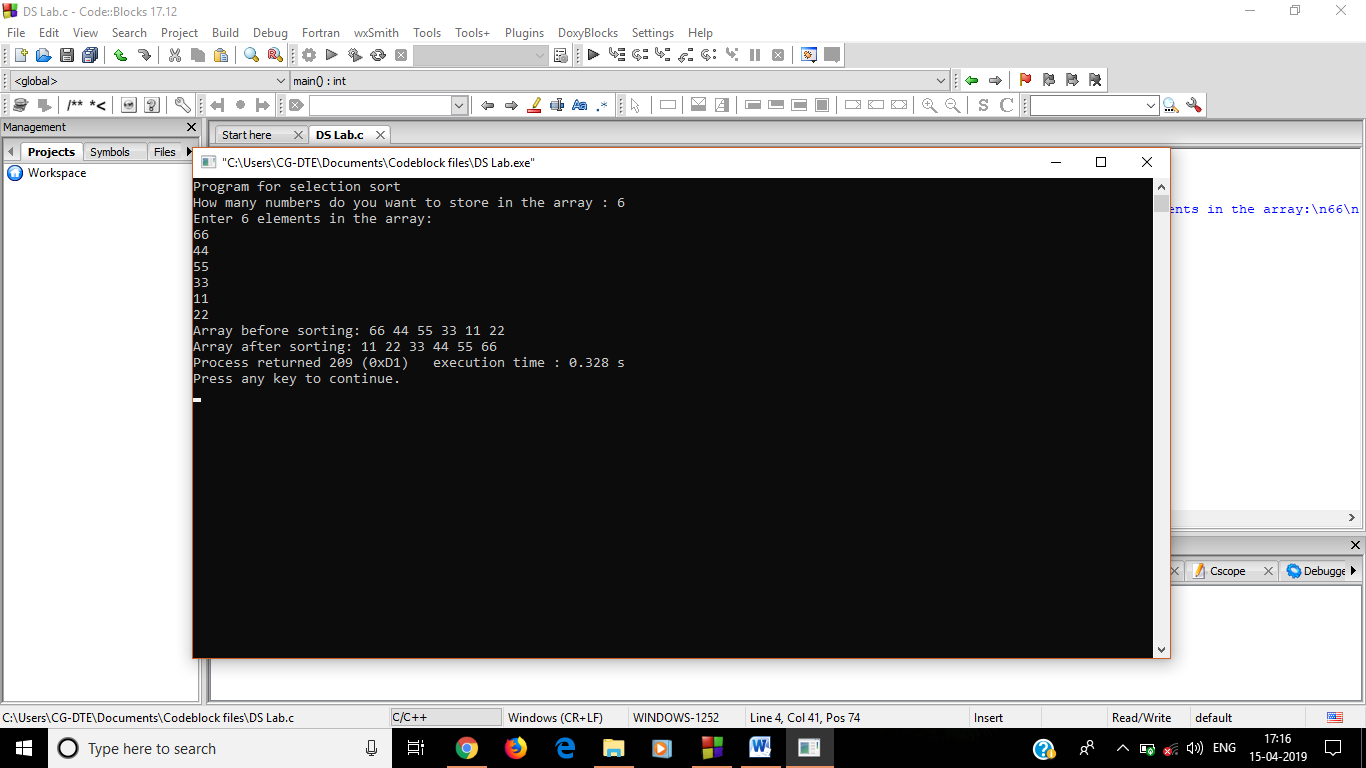 DS Lab.c - Code::Blocks 17.12
File Edit View Search Project Build Debug Fortran wxSmith Tools Tools+ Plugins DoxyBlocks Settings Help
<global> main() : int
/** *< Aa .* S C
Management
Start here DS Lab.c
Projects Symbols Files
Workspace
"C:\Users\CG-DTE\Documents\Codeblock files\DS Lab.exe"
Program for selection sort
How many numbers do you want to store in the array : 6
Enter 6 elements in the array:
66
44
55
33
11
22
Array before sorting: 66 44 55 33 11 22
Array after sorting: 11 22 33 44 55 66
Process returned 209 (0xD1)   execution time : 0.328 s
Press any key to continue.
ents in the array:\n66\n
Cscope Debugge
C:\Users\CG-DTE\Documents\Codeblock files\DS Lab.c C/C++ Windows (CR+LF) WINDOWS-1252 Line 4, Col 41, Pos 74 Insert Read/Write default
Type here to search
ENG
17:16
15-04-2019